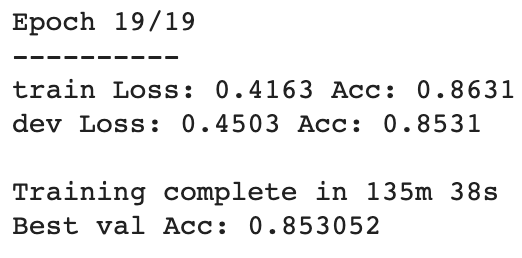 Epoch 19/19
----------
train Loss: 0.4163 Acc: 0.8631
dev Loss: 0.4503 Acc: 0.8531

Training complete in 135m 38s
Best val Acc: 0.853052